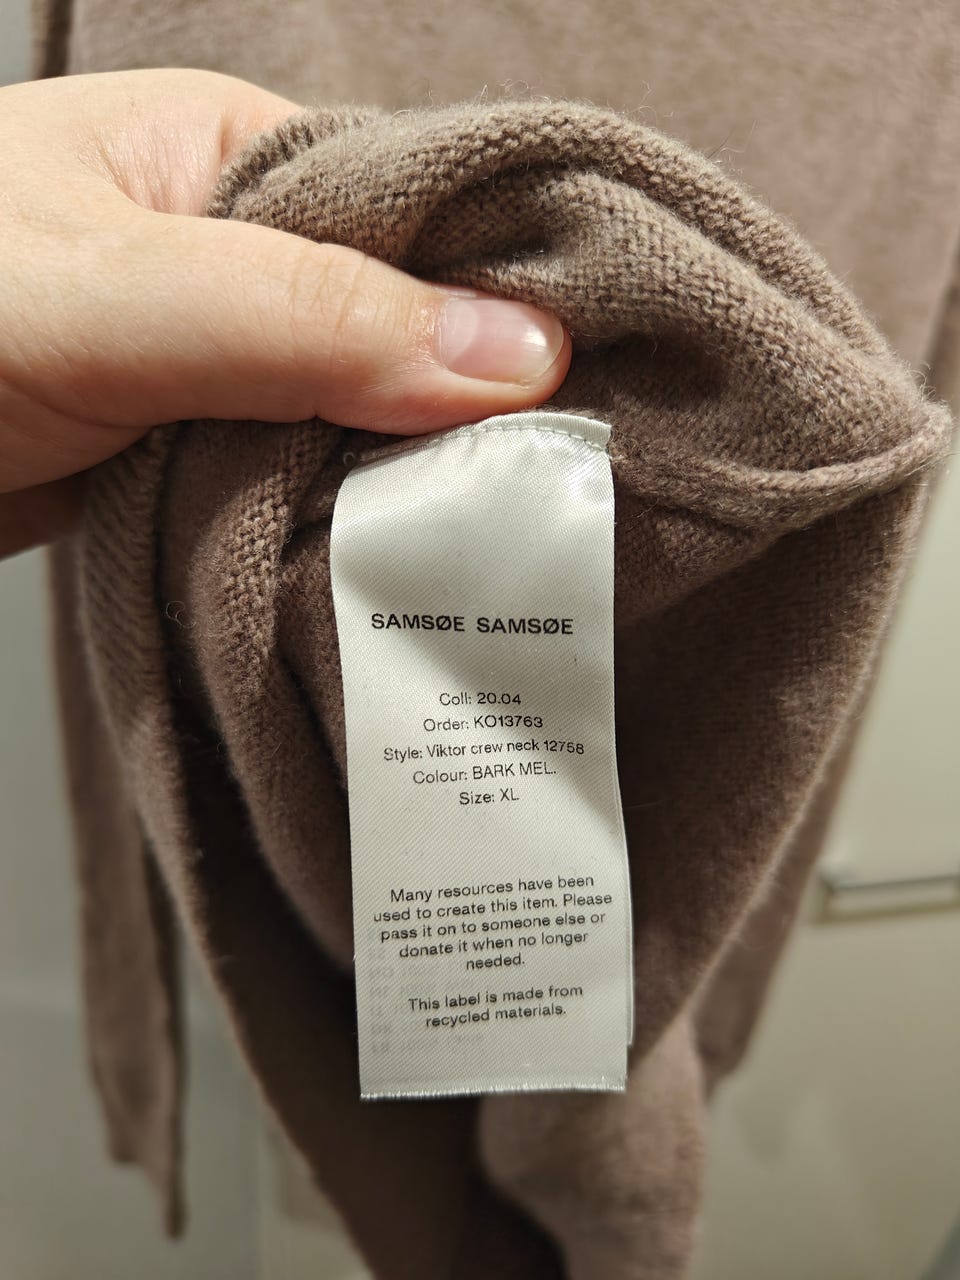 SAMSØE SAMSØE
Coll: 20.04
Order: KO13763
Style: Viktor crew neck 12758
Colour: BARK MEL.
Size: XL
Many resources have been
used to create this item. Please
pass it on to someone else or
donate it when no longer
needed.
This label is made from
recycled materials.